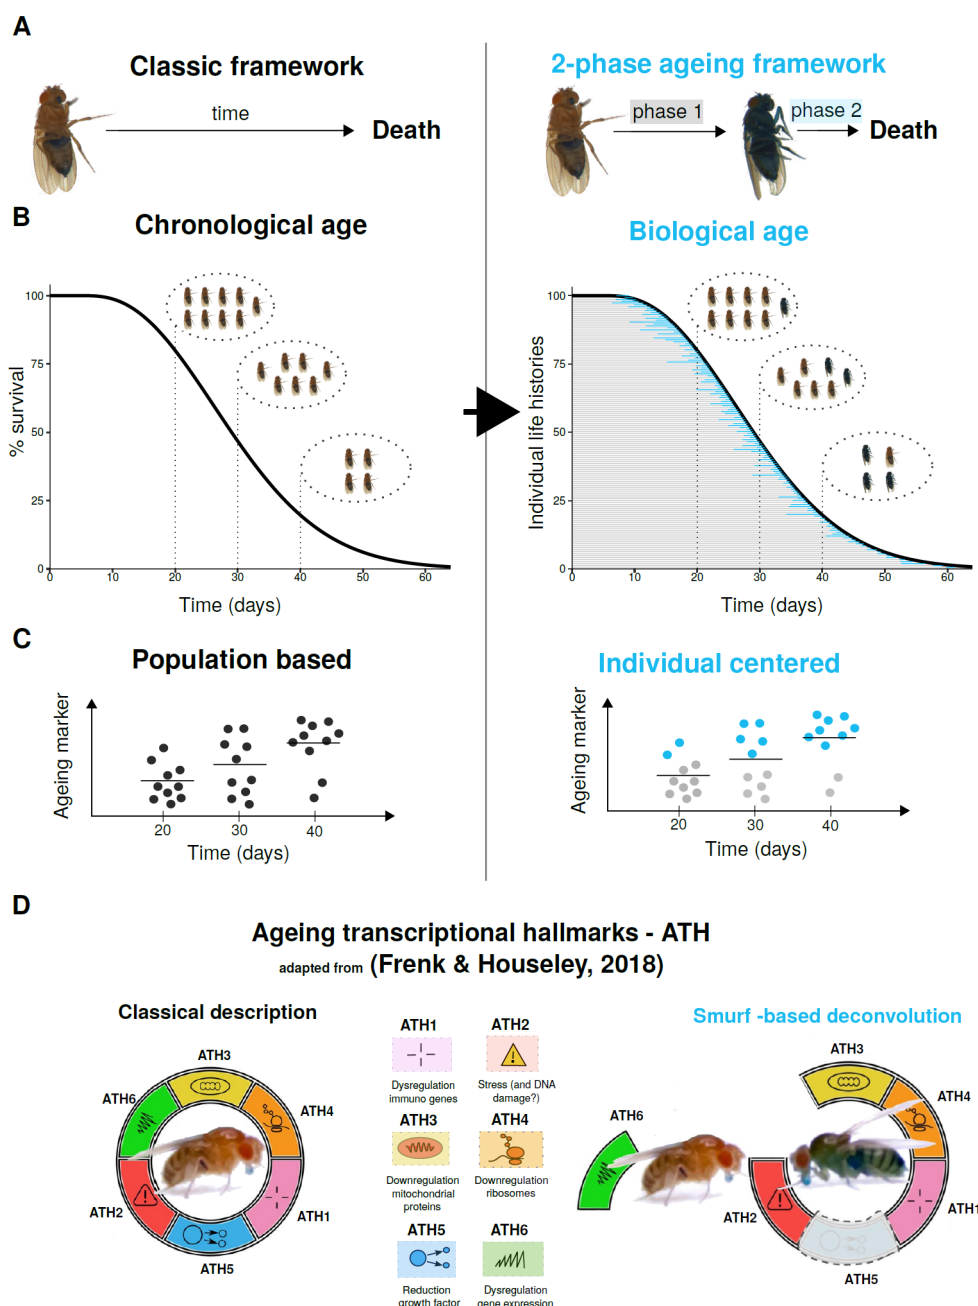 A
Classic framework
time
Death
2-phase ageing framework
phase 1
phase 2
Death
B
Chronological age
% survival
100
75
50
25
0
0 10 20 30 40 50 60
Time (days)
Biological age
Individual life histories
100
75
50
25
0
0 10 20 30 40 50 60
Time (days)
C
Population based
Ageing marker
20 30 40
Time (days)
Individual centered
Ageing marker
20 30 40
Time (days)
D
Ageing transcriptional hallmarks - ATH
adapted from (Frenk & Houseley, 2018)
Classical description
ATH3
ATH6
ATH4
ATH2
ATH1
ATH5
ATH1
Dysregulation
immuno genes
ATH2
Stress (and DNA
damage?)
ATH3
Downregulation
mitochondrial
proteins
ATH4
Downregulation
ribosomes
ATH5
Reduction
growth factor
ATH6
Dysregulation
gene expression
Smurf -based deconvolution
ATH3
ATH6
ATH4
ATH2
ATH1
ATH5